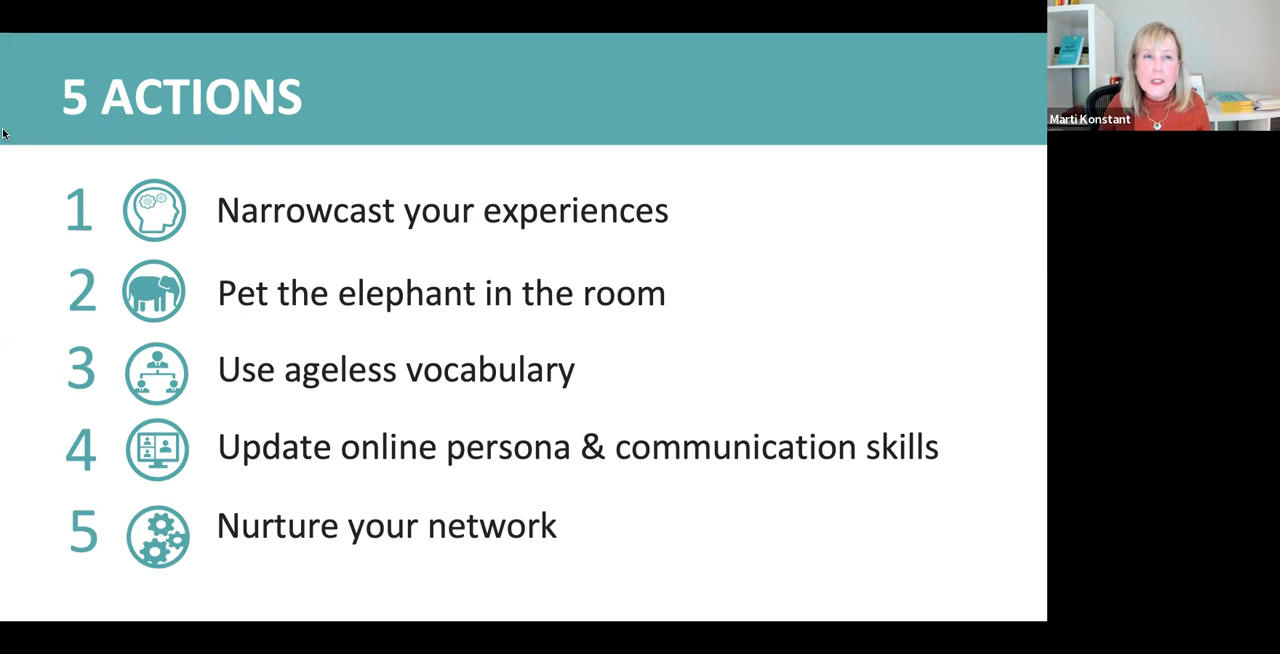 5 ACTIONS
Marti Konstant
1 Narrowcast your experiences
2 Pet the elephant in the room
3 Use ageless vocabulary
4 Update online persona & communication skills
5 Nurture your network